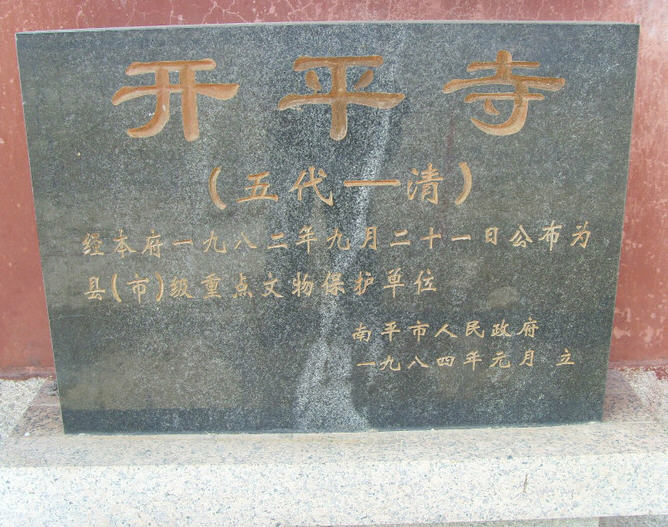 开平寺
(五代一清)
经本府一九八二年九月二十一日公布为
县(市)级重点文物保护单位
南平市人民政府
一九八四年元月 立